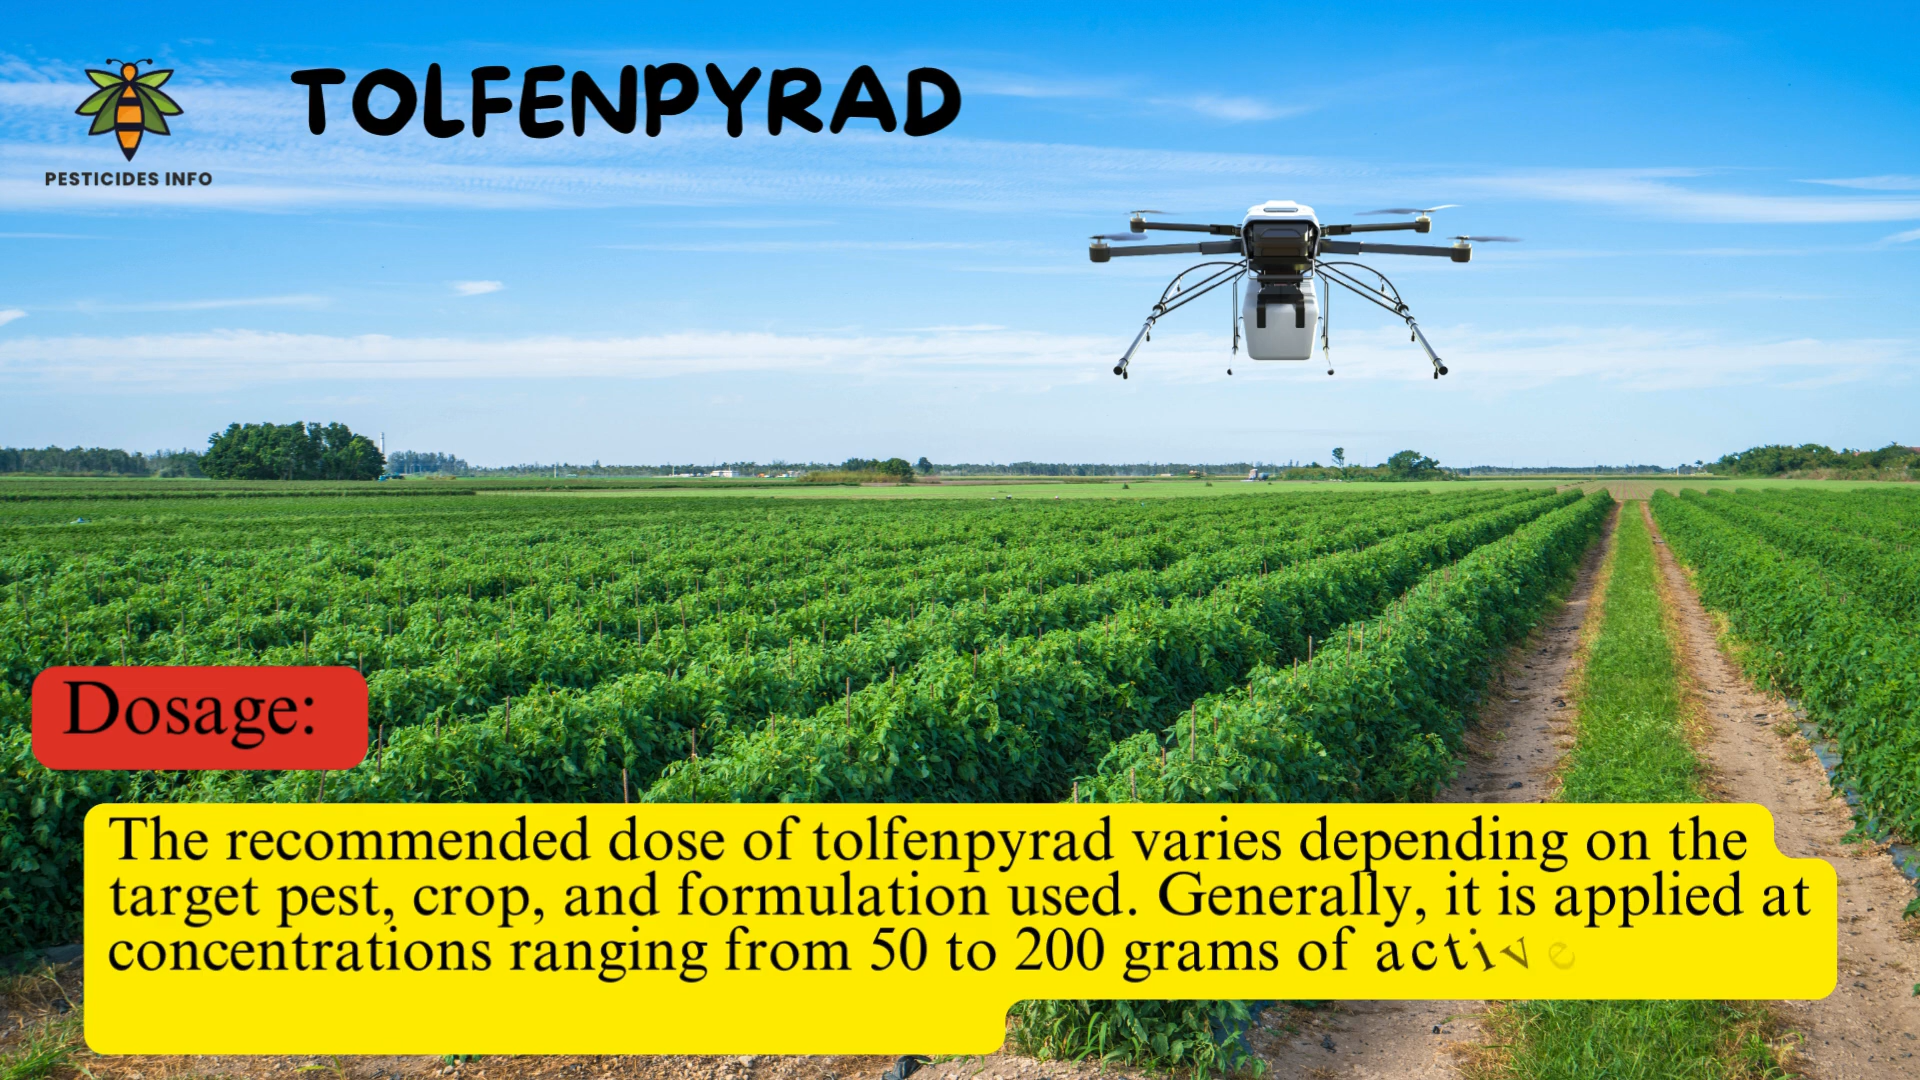 TOLFENPYRAD
PESTICIDES INFO
Dosage:
The recommended dose of tolfenpyrad varies depending on the
target pest, crop, and formulation used. Generally, it is applied at
concentrations ranging from 50 to 200 grams of active